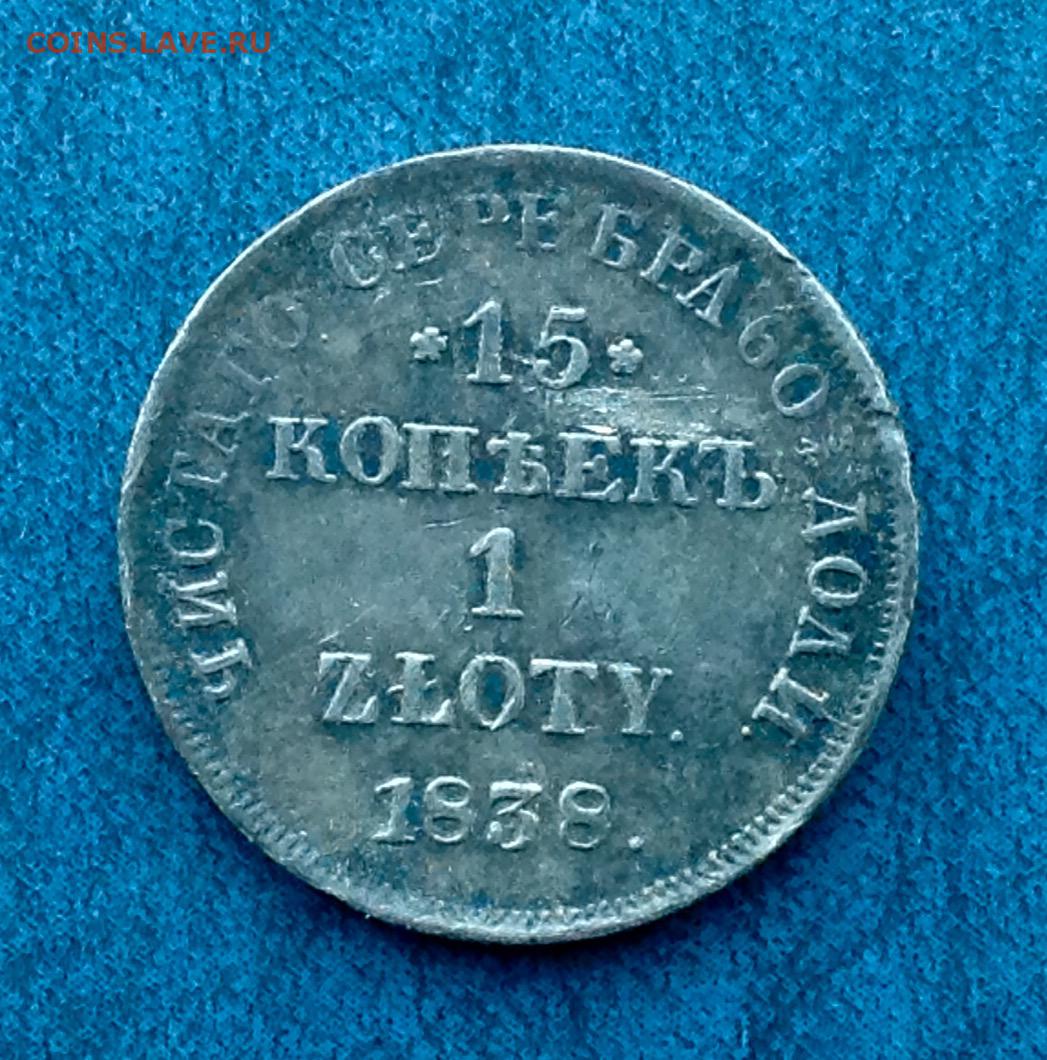 COINS.LAVE.RU
ЧИСТАГО СЕРЕБРА 60 ДОЛИ
*15*
КОПѢЕКЪ
1
ZŁOTY.
1838.